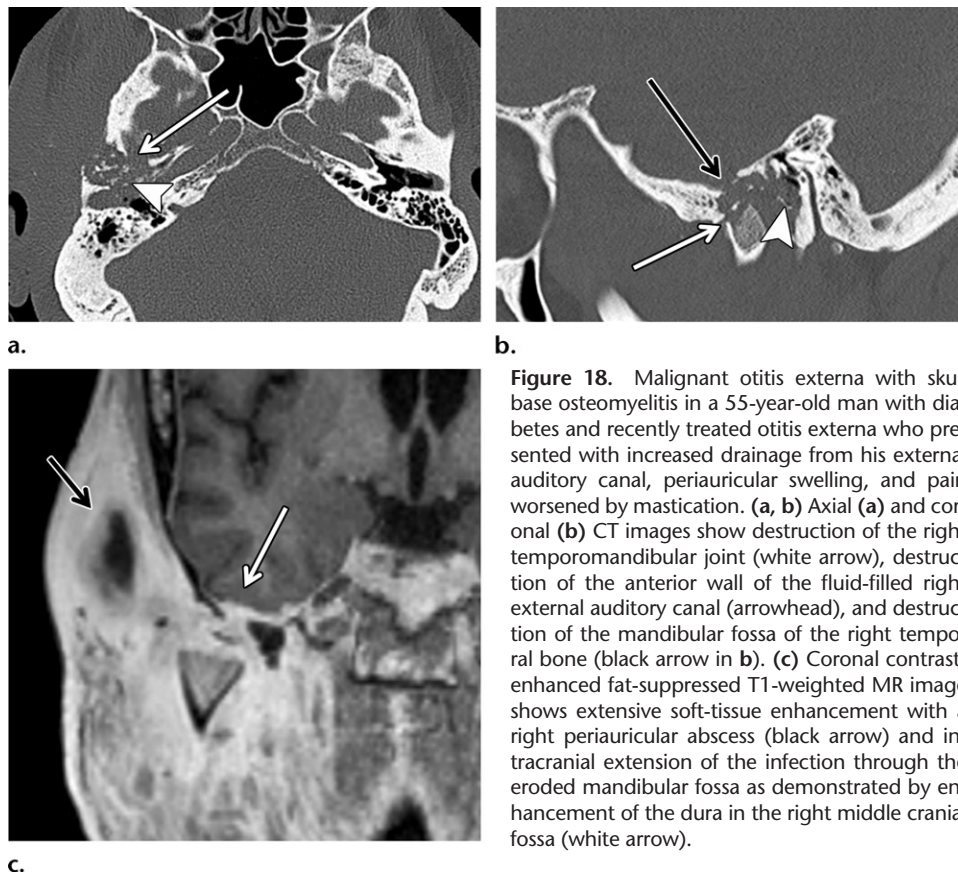 a.
b.
Figure 18. Malignant otitis externa with sku
base osteomyelitis in a 55-year-old man with dia
betes and recently treated otitis externa who pre
sented with increased drainage from his externa
auditory canal, periauricular swelling, and pain
worsened by mastication. (a, b) Axial (a) and cor
onal (b) CT images show destruction of the righ
temporomandibular joint (white arrow), destruc
tion of the anterior wall of the fluid-filled righ
external auditory canal (arrowhead), and destruc
tion of the mandibular fossa of the right tempo
ral bone (black arrow in b). (c) Coronal contrast
enhanced fat-suppressed T1-weighted MR image
shows extensive soft-tissue enhancement with a
right periauricular abscess (black arrow) and in
tracranial extension of the infection through the
eroded mandibular fossa as demonstrated by en
hancement of the dura in the right middle crania
fossa (white arrow).
c.